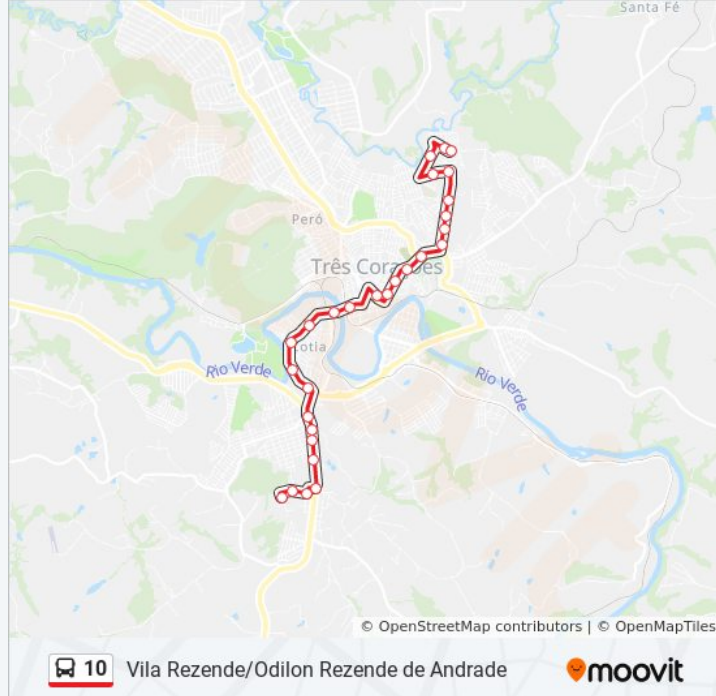 Santa Fé
Peró
Três Corações
Cotia
Rio Verde
Rio Verde
© OpenStreetMap contributors | © OpenMapTiles
10 Vila Rezende/Odilon Rezende de Andrade
moovit